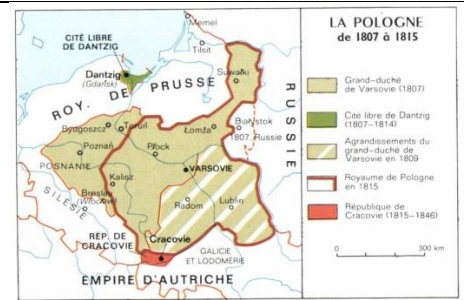 LA POLOGNE
de 1807 à 1815
Grand-duché
de Varsovie (1807)
Cité libre de Dantzig
(1807-1814)
Agrandissements du
grand-duché de
Varsovie en 1809
Royaume de Pologne
en 1815
République de
Cracovie (1815-1846)
0 300 km
CITÉ LIBRE
DE DANTZIG
Memel
Tilsit
Dantzig
(Gdańsk)
Suwałki
ROY. DE PRUSSE
RUSSIE
Bydgoszcz
Toruń
Łomża
Białystok
1807, Russie
Poznań
Płock
POSNANIE
VARSOVIE
Kalisz
SILÉSIE
Breslau
(Wrocław)
Radom
Lublin
RÉP. DE
CRACOVIE
Cracovie
GALICIE
ET LODOMÉRIE
EMPIRE D'AUTRICHE